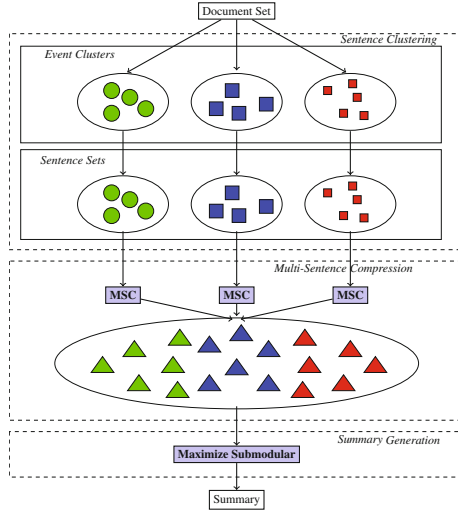 Document Set
Sentence Clustering
Event Clusters
Sentence Sets
Multi-Sentence Compression
MSC
MSC
MSC
Summary Generation
Maximize Submodular
Summary